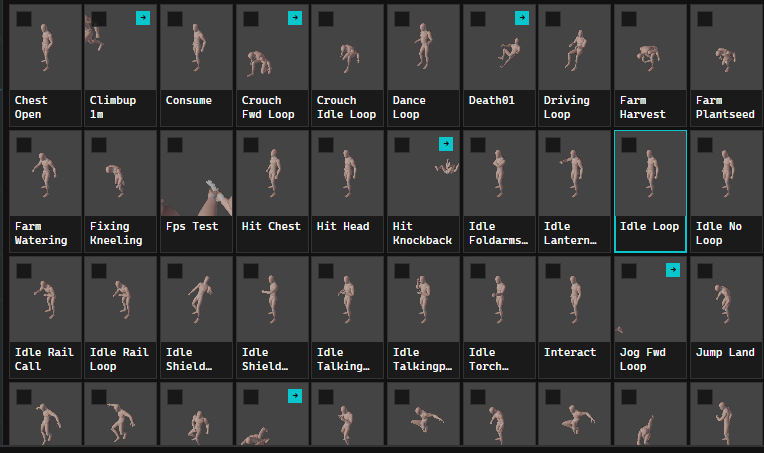 Chest
Open
Climbup
1m
Consume
Crouch
Fwd Loop
Crouch
Idle Loop
Dance
Loop
Death01
Driving
Loop
Farm
Harvest
Farm
Plantseed
Farm
Watering
Fixing
Kneeling
Fps Test
Hit Chest
Hit Head
Hit
Knockback
Idle
Foldarms…
Idle
Lantern…
Idle Loop
Idle No
Loop
Idle Rail
Call
Idle Rail
Loop
Idle
Shield…
Idle
Shield…
Idle
Talking…
Idle
Talkingp…
Idle
Torch…
Interact
Jog Fwd
Loop
Jump Land